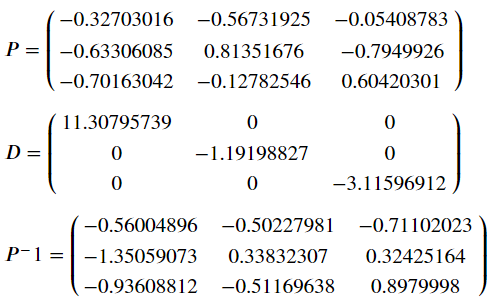 P = ( −0.32703016 −0.56731925 −0.05408783
−0.63306085 0.81351676 −0.7949926
−0.70163042 −0.12782546 0.60420301 )
D = ( 11.30795739 0 0
0 −1.19198827 0
0 0 −3.11596912 )
P− 1 = ( −0.56004896 −0.50227981 −0.71102023
−1.35059073 0.33832307 0.32425164
−0.93608812 −0.51169638 0.8979998 )